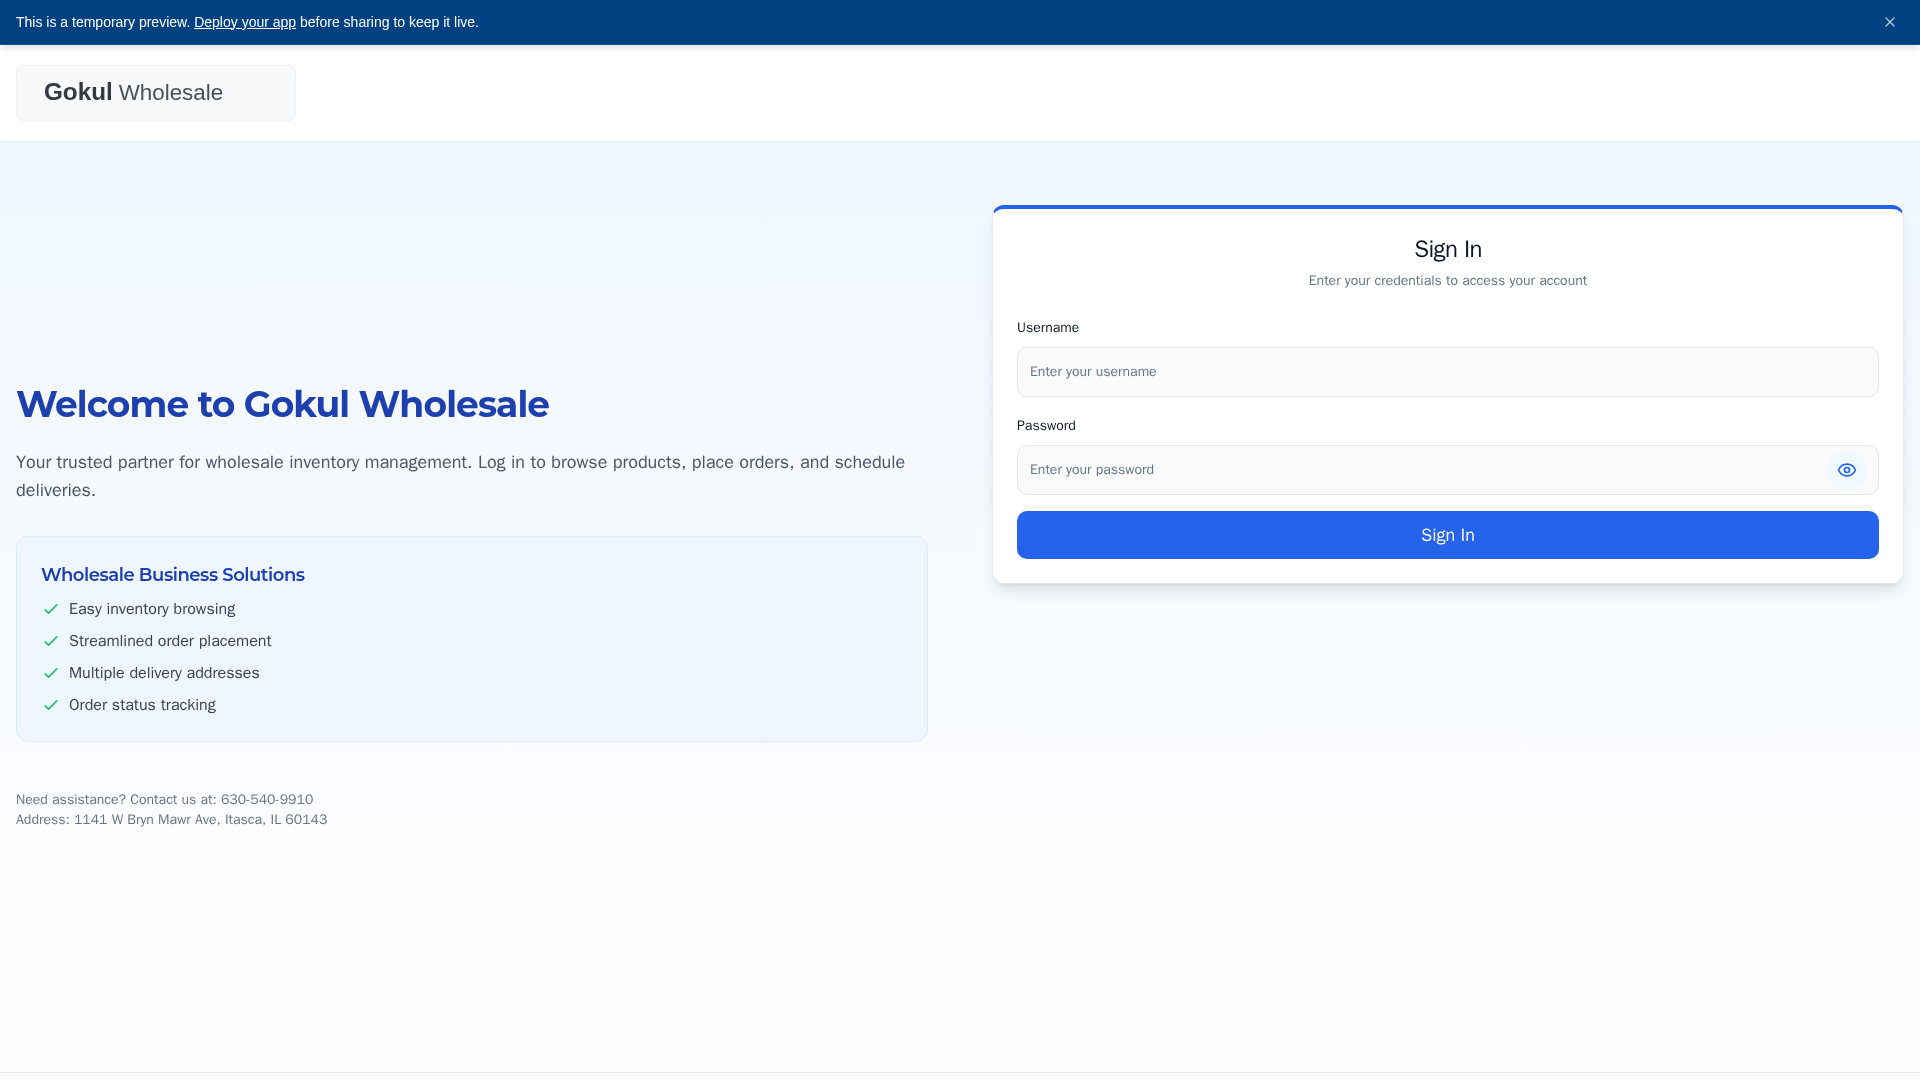 This is a temporary preview. Deploy your app before sharing to keep it live.
Gokul Wholesale
Welcome to Gokul Wholesale
Your trusted partner for wholesale inventory management. Log in to browse products, place orders, and schedule
deliveries.
Wholesale Business Solutions
Easy inventory browsing
Streamlined order placement
Multiple delivery addresses
Order status tracking
Need assistance? Contact us at: 630-540-9910
Address: 1141 W Bryn Mawr Ave, Itasca, IL 60143
Sign In
Enter your credentials to access your account
Username
Enter your username
Password
Enter your password
Sign In